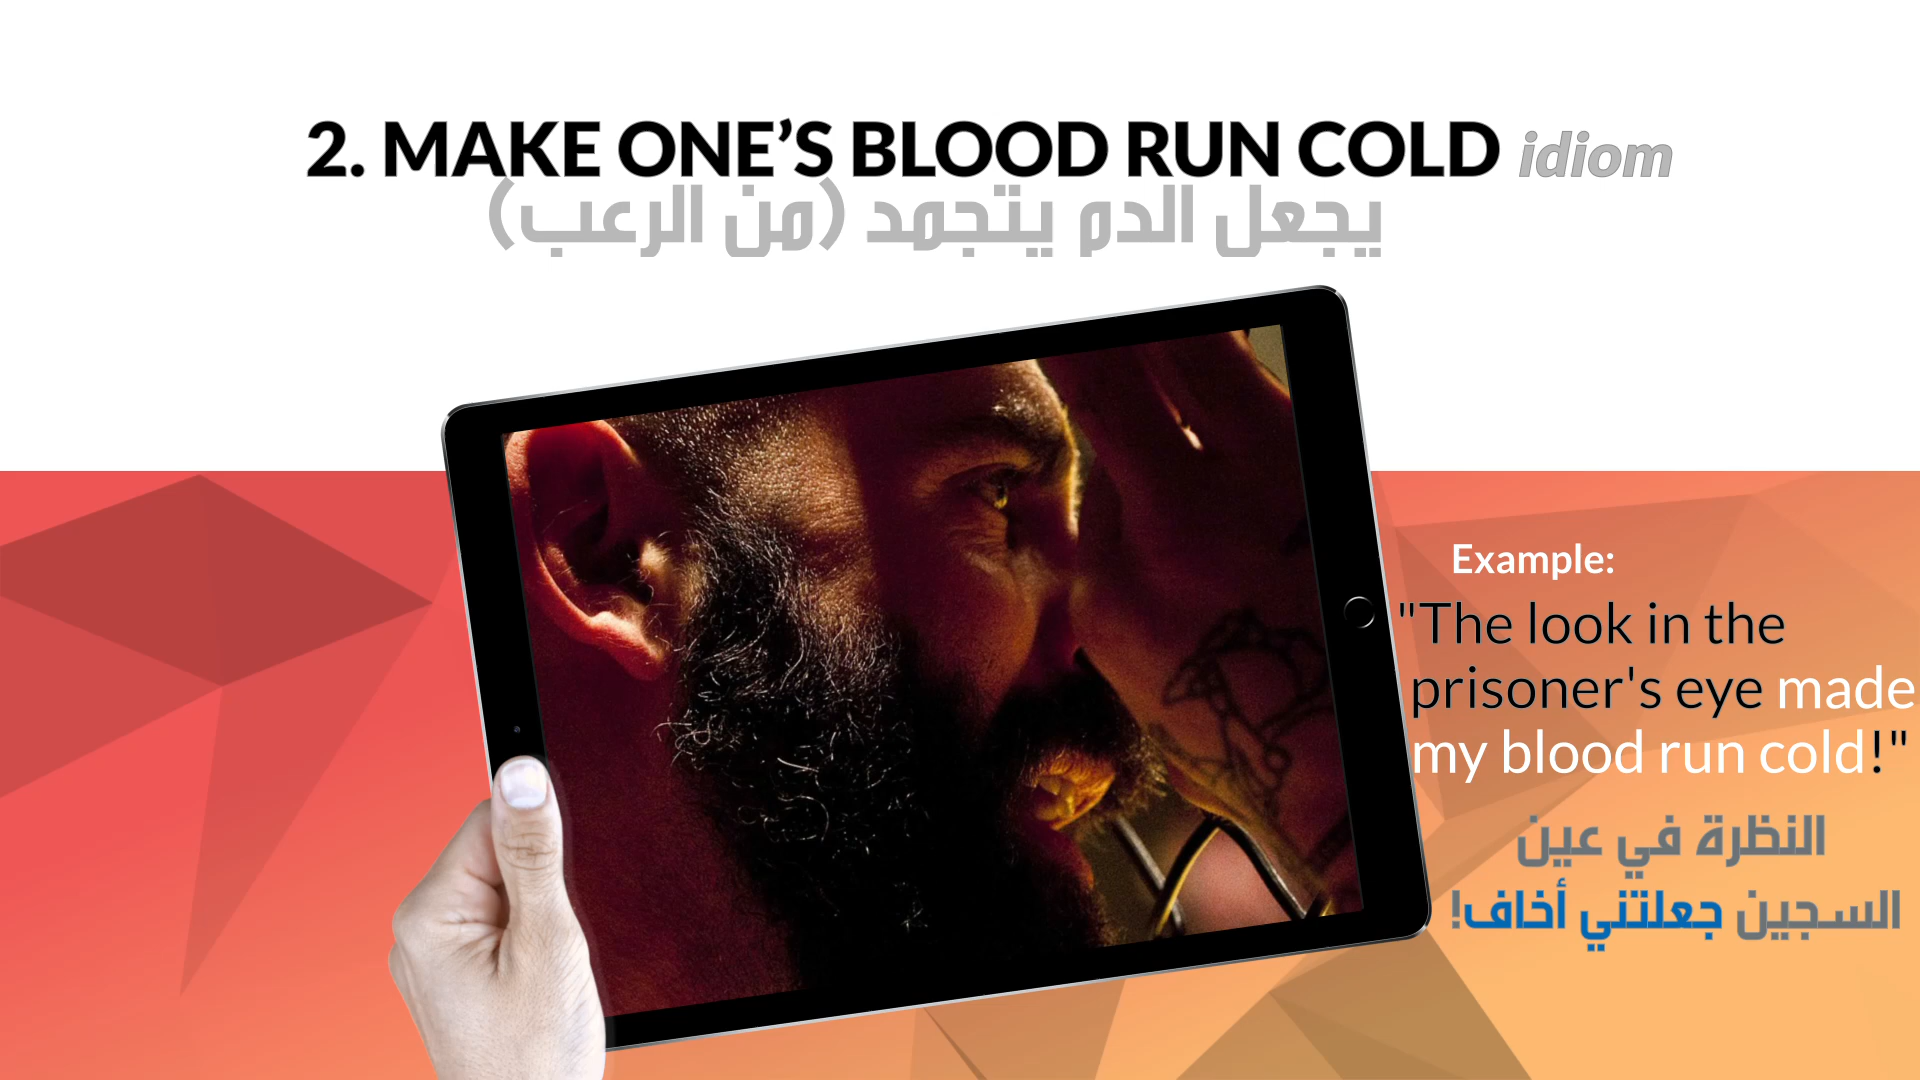 2. MAKE ONE’S BLOOD RUN COLD idiom
يجعل الدم يتجمد (من الرعب)
Example:
"The look in the
prisoner's eye made
my blood run cold!"
النظرة في عين
السجين جعلتني أخاف!